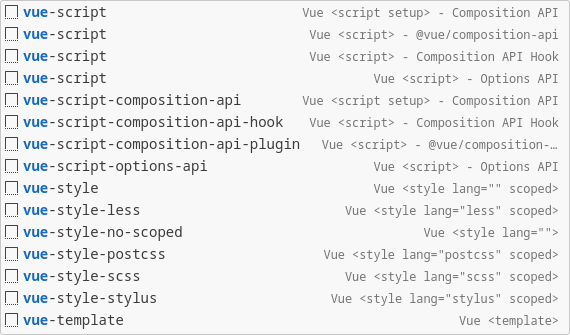 vue-script Vue <script setup> - Composition API
vue-script Vue <script> - @vue/composition-api
vue-script Vue <script> - Composition API Hook
vue-script Vue <script> - Options API
vue-script-composition-api Vue <script setup> - Composition API
vue-script-composition-api-hook Vue <script> - Composition API Hook
vue-script-composition-api-plugin Vue <script> - @vue/composition-…
vue-script-options-api Vue <script> - Options API
vue-style Vue <style lang="" scoped>
vue-style-less Vue <style lang="less" scoped>
vue-style-no-scoped Vue <style lang="">
vue-style-postcss Vue <style lang="postcss" scoped>
vue-style-scss Vue <style lang="scss" scoped>
vue-style-stylus Vue <style lang="stylus" scoped>
vue-template Vue <template>